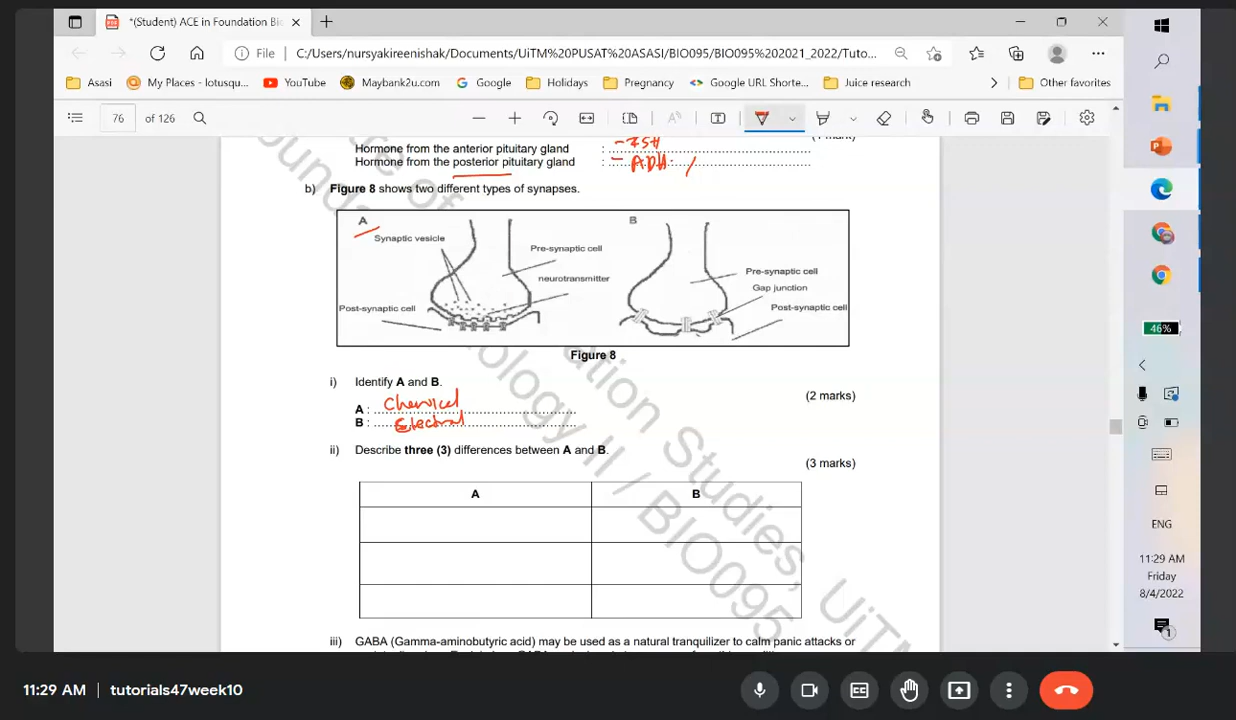 *(Student) ACE in Foundation Bio
File C:/Users/nursyakireenishak/Documents/UiTM%20PUSAT%20ASASI/BIO095/BIO095%202021_2022/Tuto...
Asasi My Places - lotusqu... YouTube Maybank2u.com Google Holidays Pregnancy Google URL Shorte... Juice research Other favorites
76 of 126
Hormone from the anterior pituitary gland : - FSH
Hormone from the posterior pituitary gland : - ADH
b) Figure 8 shows two different types of synapses.
A
Synaptic vesicle
Pre-synaptic cell
neurotransmitter
Post-synaptic cell
B
Pre-synaptic cell
Gap junction
Post-synaptic cell
Figure 8
i) Identify A and B.
(2 marks)
A : Chemical
B :
ii) Describe three (3) differences between A and B.
(3 marks)
A B
iii) GABA (Gamma-aminobutyric acid) may be used as a natural tranquilizer to calm panic attacks or
46%
ENG
11:29 AM
Friday
8/4/2022
1
11:29 AM | tutorials47week10